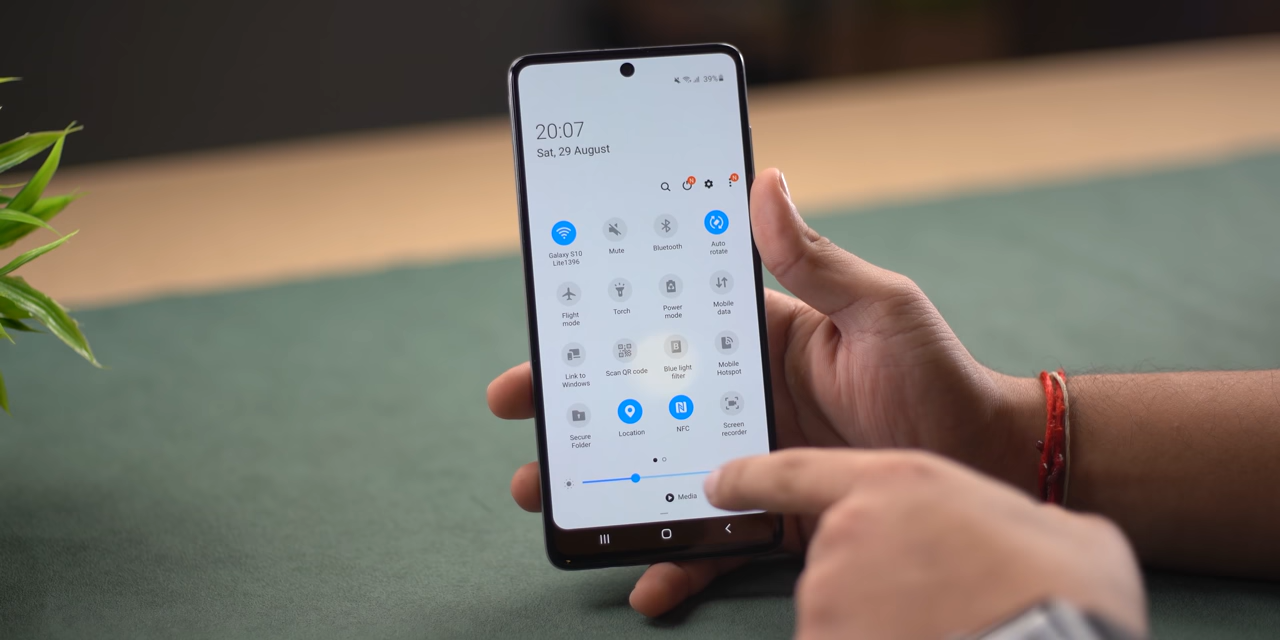 39%
20:07
Sat, 29 August
N
N
Galaxy S10
Lite1396
Mute
Bluetooth
Auto
rotate
Flight
mode
Torch
Power
mode
Mobile
data
Link to
Windows
Scan QR code
Blue light
filter
Mobile
Hotspot
Secure
Folder
Location
NFC
Screen
recorder
Media